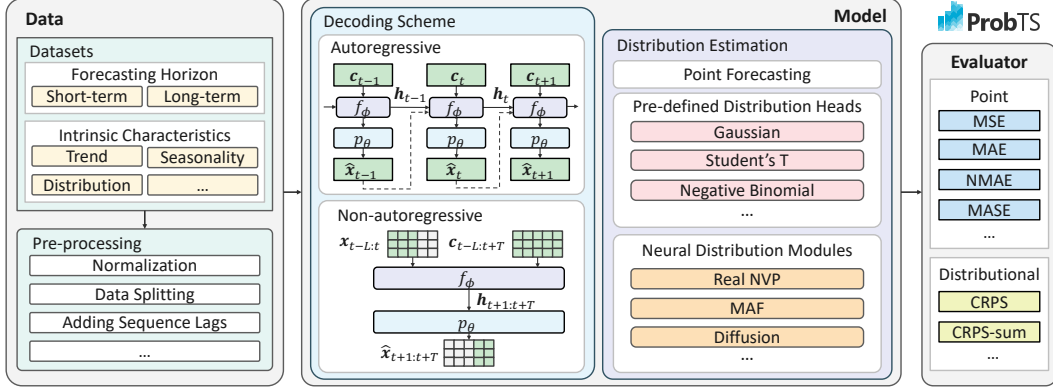 Data
Datasets
Forecasting Horizon
Short-term Long-term
Intrinsic Characteristics
Trend Seasonality
Distribution ...
Pre-processing
Normalization
Data Splitting
Adding Sequence Lags
...
Model
Decoding Scheme
Autoregressive
c_{t-1} c_t c_{t+1}
h_{t-1} h_t
f_ϕ f_ϕ f_ϕ
p_θ p_θ p_θ
x̂_{t-1} x̂_t x̂_{t+1}
Non-autoregressive
x_{t-L:t} c_{t-L:t+T}
f_ϕ
h_{t+1:t+T}
p_θ
x̂_{t+1:t+T}
Distribution Estimation
Point Forecasting
Pre-defined Distribution Heads
Gaussian
Student's T
Negative Binomial
...
Neural Distribution Modules
Real NVP
MAF
Diffusion
...
ProbTS
Evaluator
Point
MSE
MAE
NMAE
MASE
...
Distributional
CRPS
CRPS-sum
...